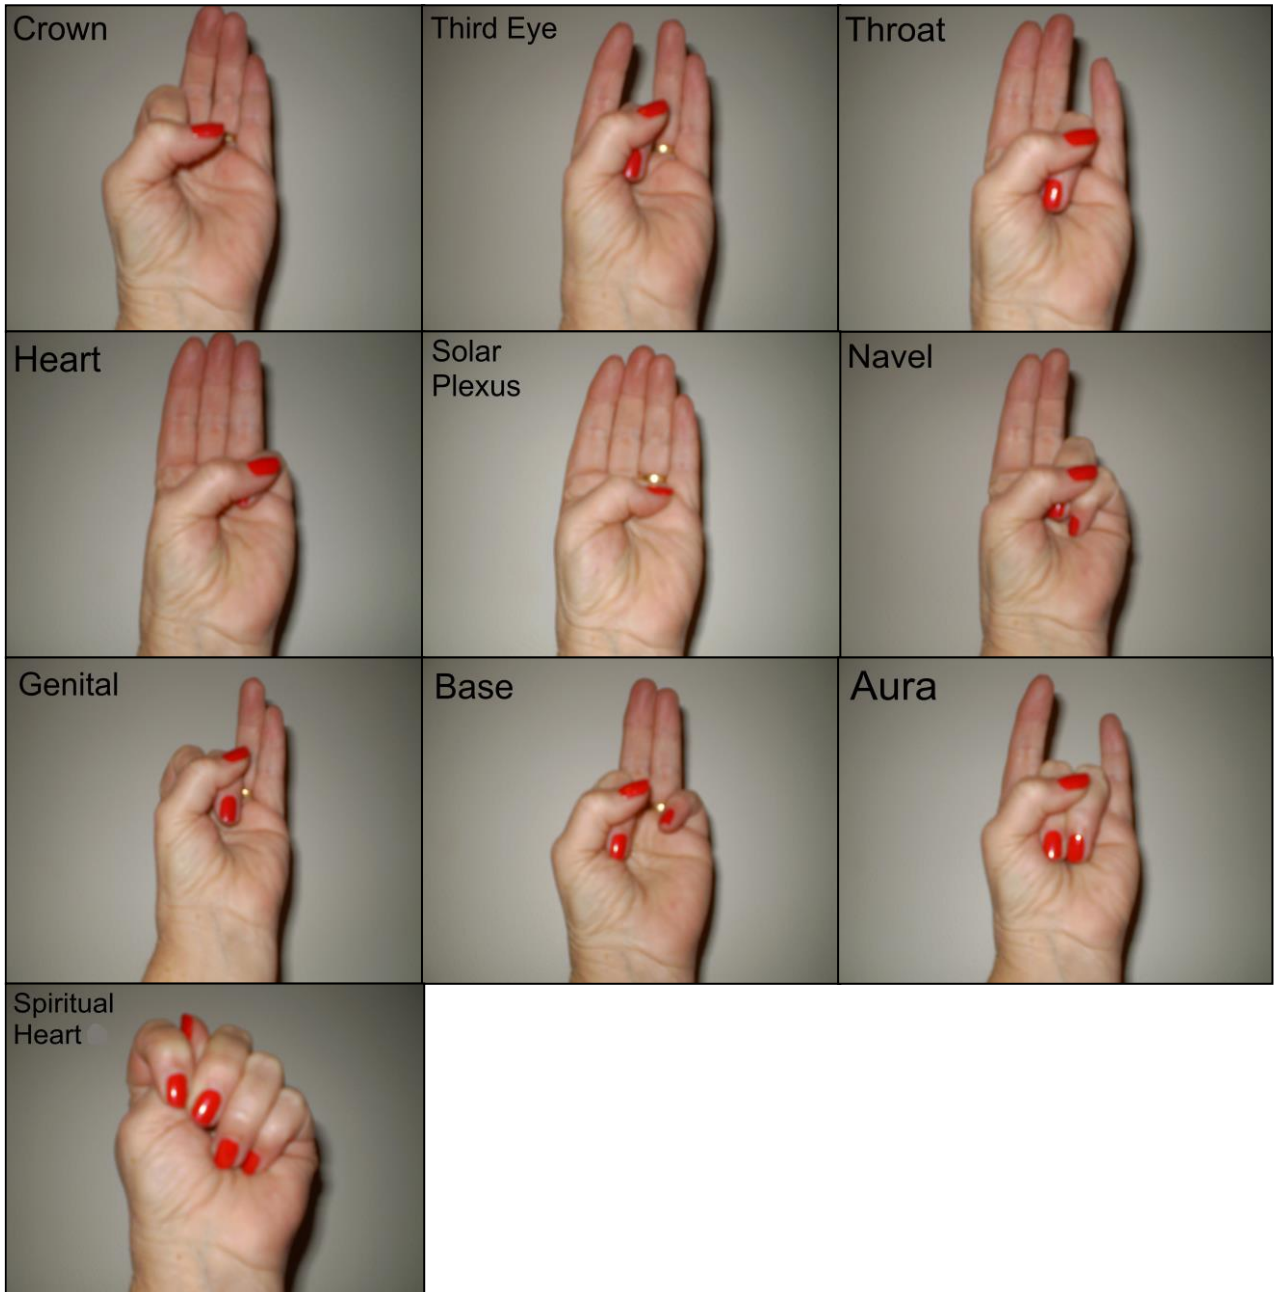 Crown
Third Eye
Throat
Heart
Solar
Plexus
Navel
Genital
Base
Aura
Spiritual
Heart